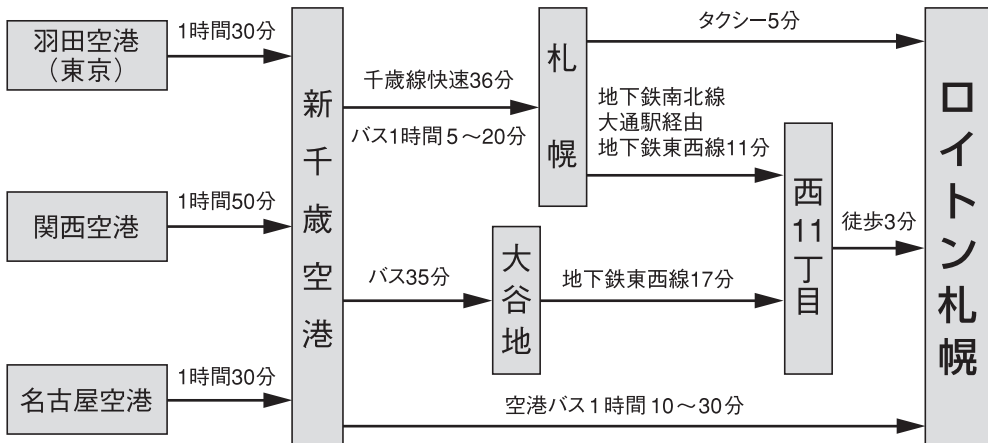 羽田空港
（東京）
1時間30分
関西空港
1時間50分
名古屋空港
1時間30分
新千歳空港
千歳線快速36分
バス1時間5〜20分
札幌
タクシー5分
地下鉄南北線
大通駅経由
地下鉄東西線11分
バス35分
大谷地
地下鉄東西線17分
西11丁目
徒歩3分
空港バス1時間10〜30分
ロイトン札幌